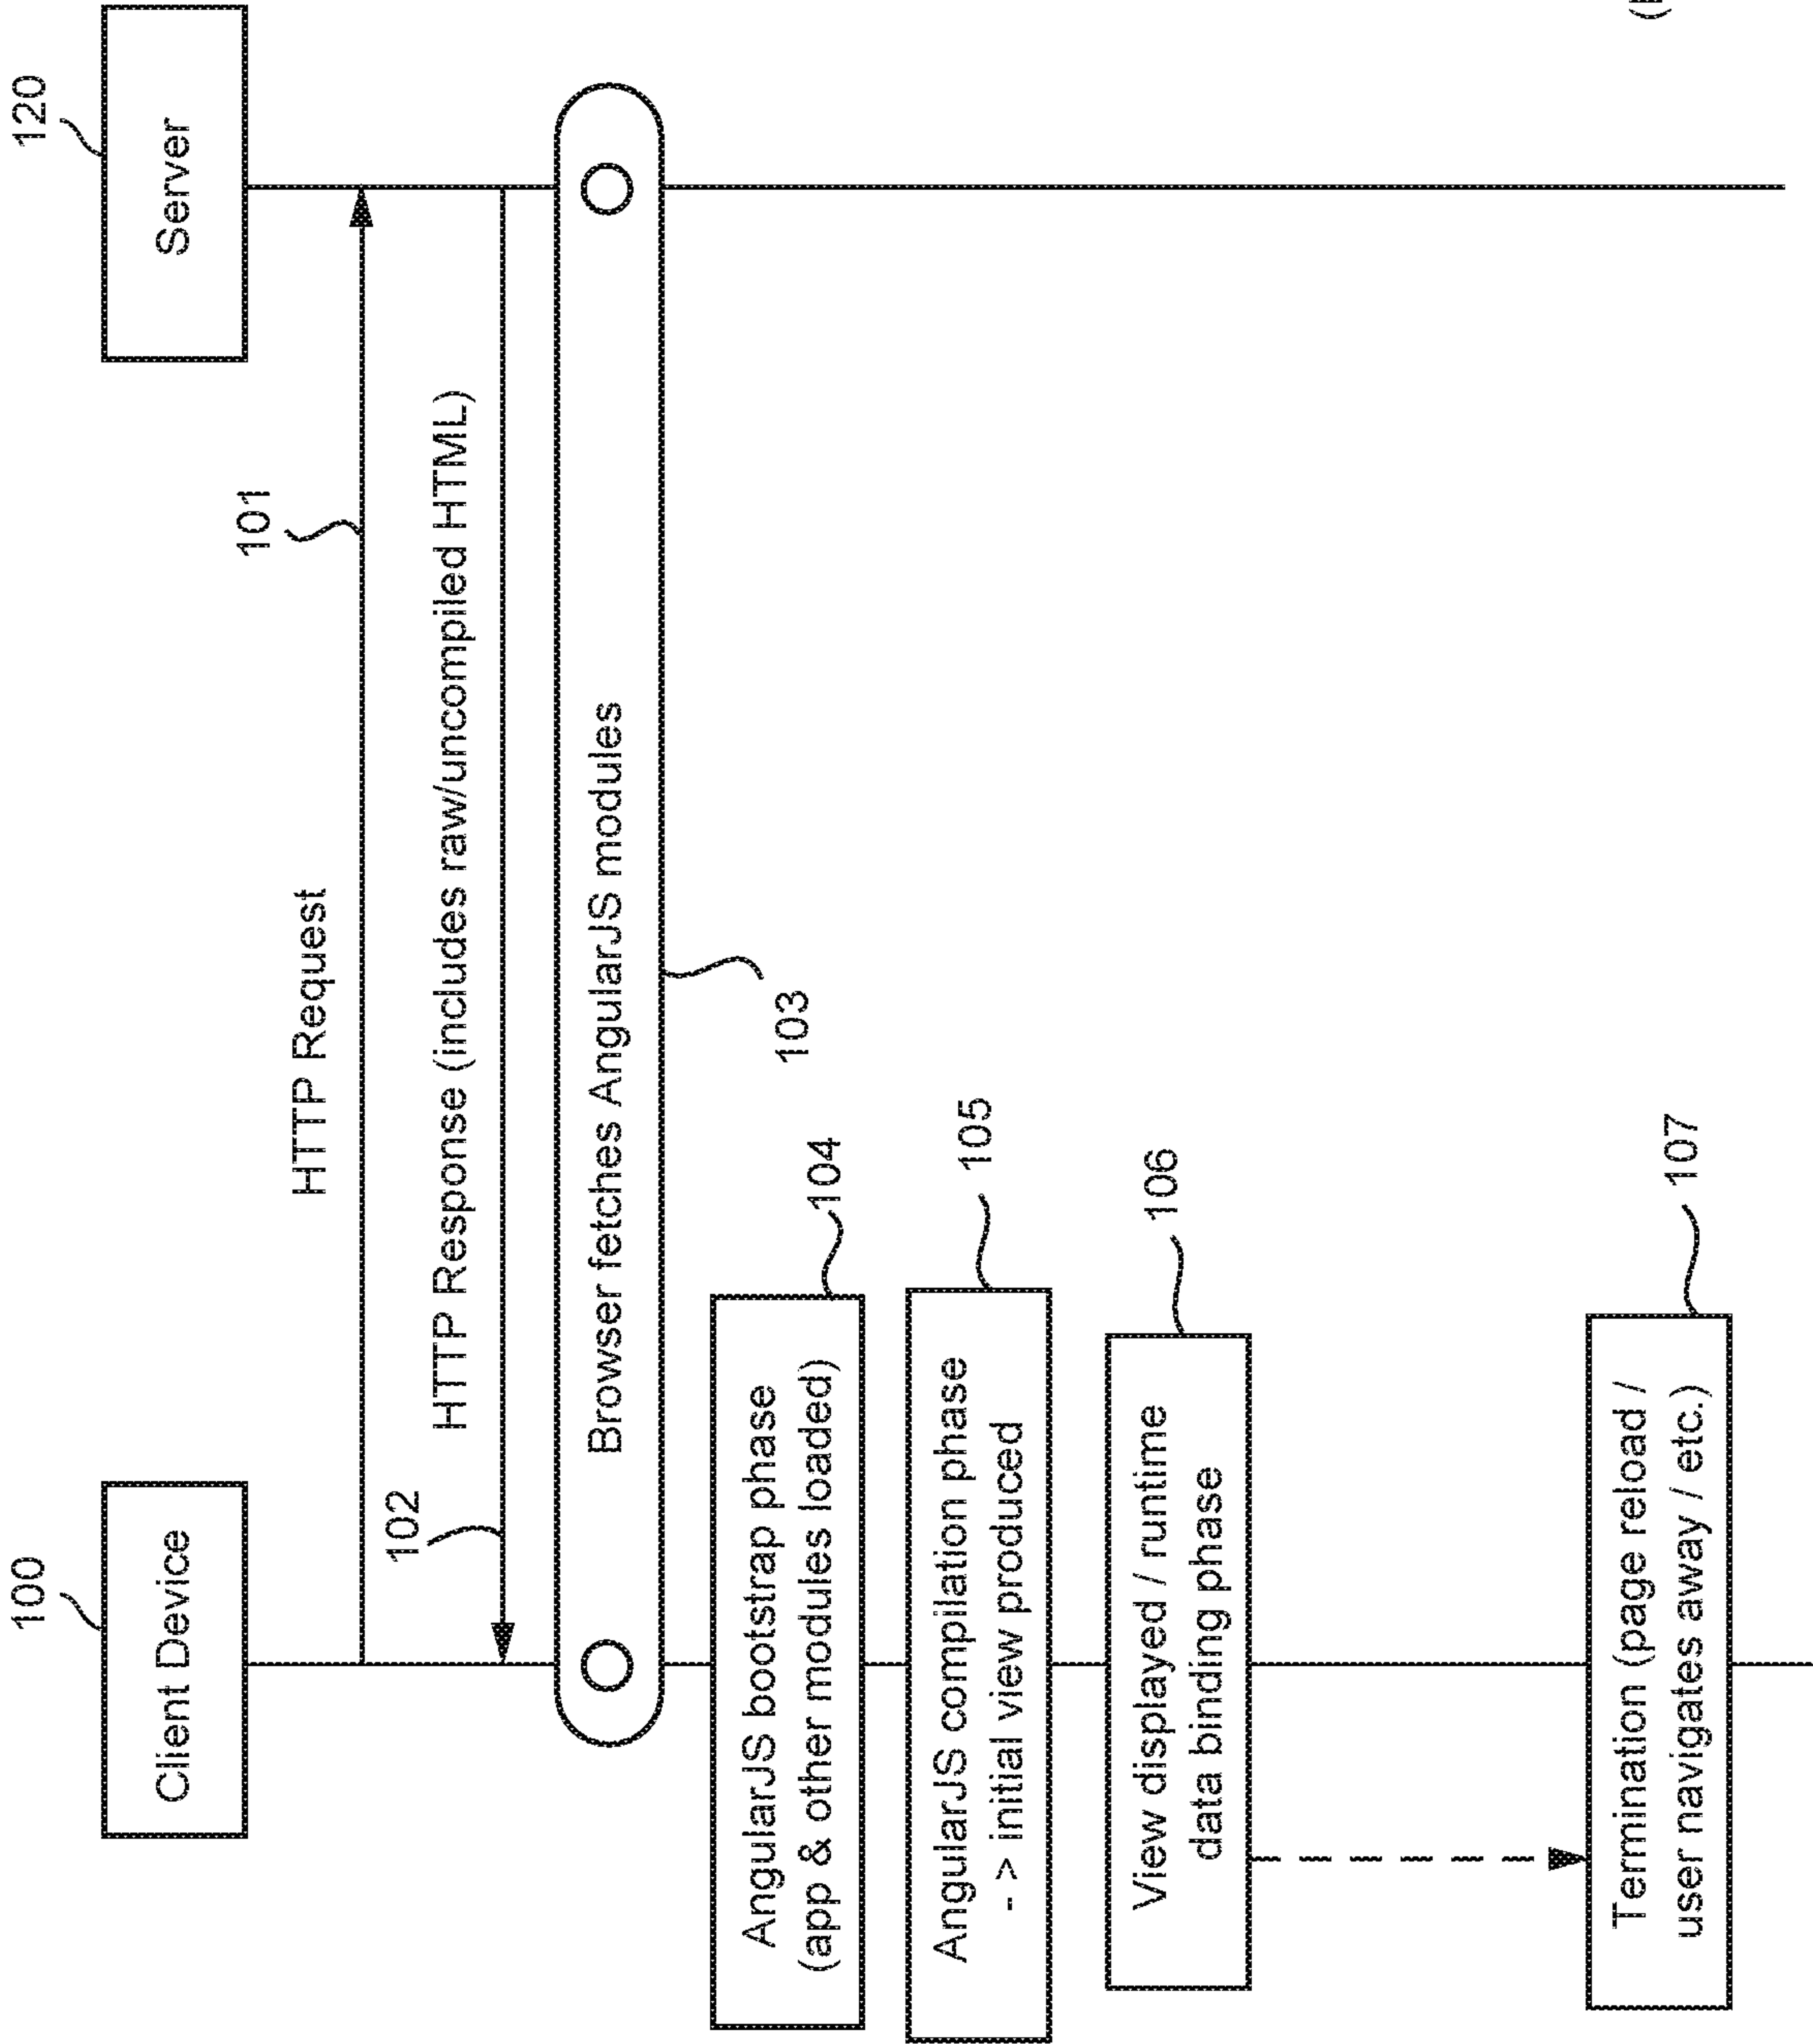 100
Client Device
120
Server
HTTP Request
101
102
HTTP Response (includes raw/uncompiled HTML)
Browser fetches AngularJS modules
103
AngularJS bootstrap phase
(app & other modules loaded)
104
AngularJS compilation phase
- > initial view produced
105
View displayed / runtime
data binding phase
106
Termination (page reload /
user navigates away / etc.)
107